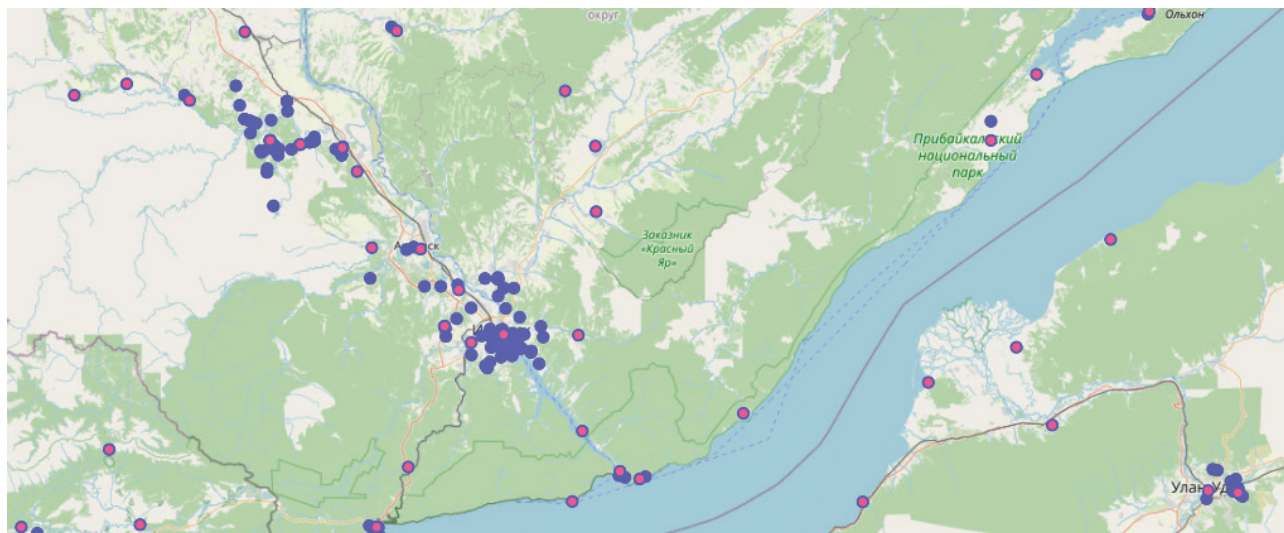 округ
Ольхон
Прибайкальский
национальный
парк
Заказник
«Красный
Яр»